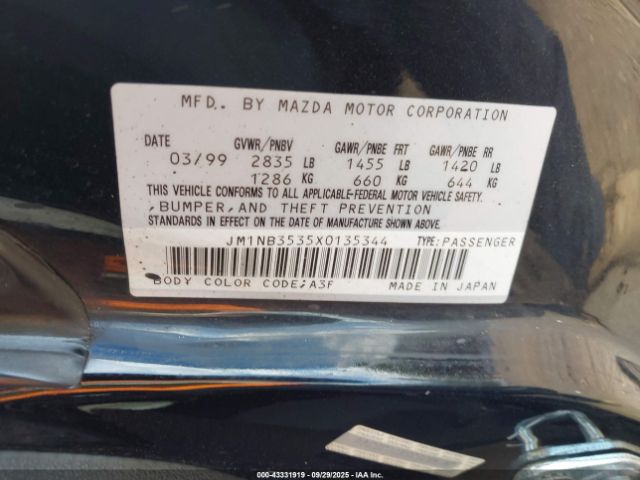 MFD.. BY MAZDA MOTOR CORPORATION
DATE GVWR/PNBV GAWR/PNBE FRT GAWR/PNBE RR
03/99 2835 LB 1455 LB 1420 LB
1286 KG 660 KG 644 KG
THIS VEHICLE CONFORMS TO ALL APPLICABLE-FEDERAL MOTOR VEHICLE SAFETY,
,BUMPER,AND THEFT PREVENTION
STANDARDS IN EFFECT ON THE DATE OF MANUFACTURE SHOWN ABOVE.
JM1NB3535X0135344 TYPE:PASSENGER
BODY COLOR CODE:A3F MADE IN JAPAN
000-43331919 - 09/29/2025 - IAA Inc.